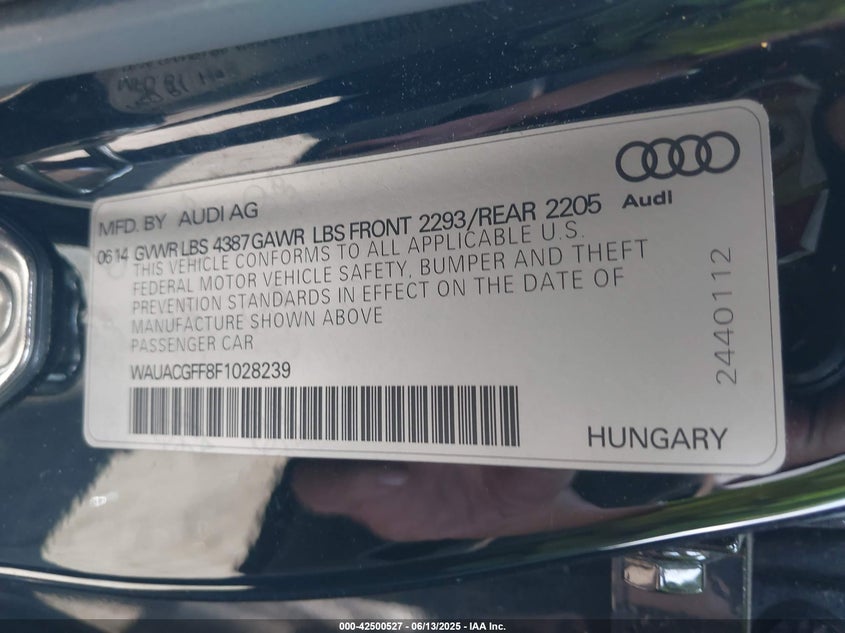 Audi
MFD. BY AUDI AG
0614 GVWR LBS 4387 GAWR LBS FRONT 2293/REAR 2205
THIS VEHICLE CONFORMS TO ALL APPLICABLE U.S.
FEDERAL MOTOR VEHICLE SAFETY, BUMPER AND THEFT
PREVENTION STANDARDS IN EFFECT ON THE DATE OF
MANUFACTURE SHOWN ABOVE
PASSENGER CAR
WAUACGFF8F1028239
HUNGARY
2440112
000-42500527 - 06/13/2025 - IAA Inc.